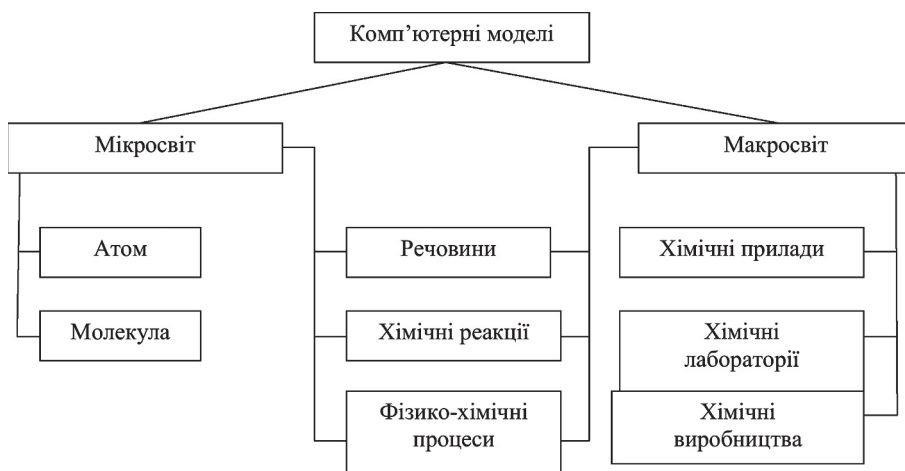 Комп’ютерні моделі
Мікросвіт
Макросвіт
Атом
Речовини
Хімічні прилади
Молекула
Хімічні реакції
Хімічні
лабораторії
Фізико-хімічні
процеси
Хімічні
виробництва